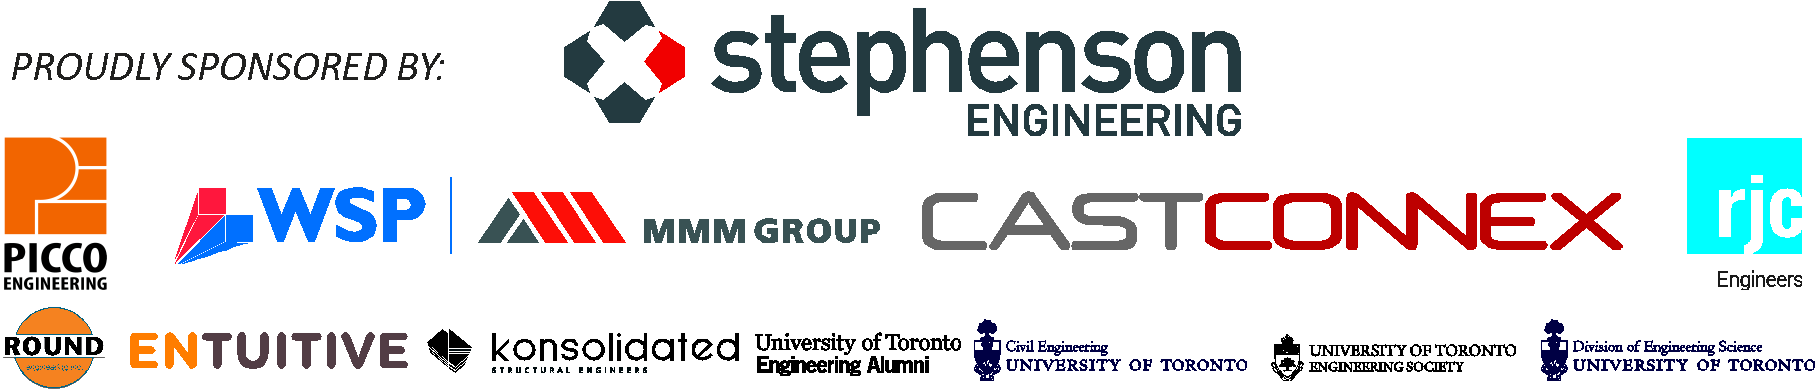 PROUDLY SPONSORED BY:
stephenson
ENGINEERING
PICCO
ENGINEERING
WSP
MMM GROUP
CASTCONNEX
rjc
Engineers
ROUND
engineering inc.
ENTUITIVE
konsolidated
STRUCTURAL ENGINEERS
University of Toronto
Engineering Alumni
Civil Engineering
UNIVERSITY OF TORONTO
UNIVERSITY OF TORONTO
ENGINEERING SOCIETY
Division of Engineering Science
UNIVERSITY OF TORONTO